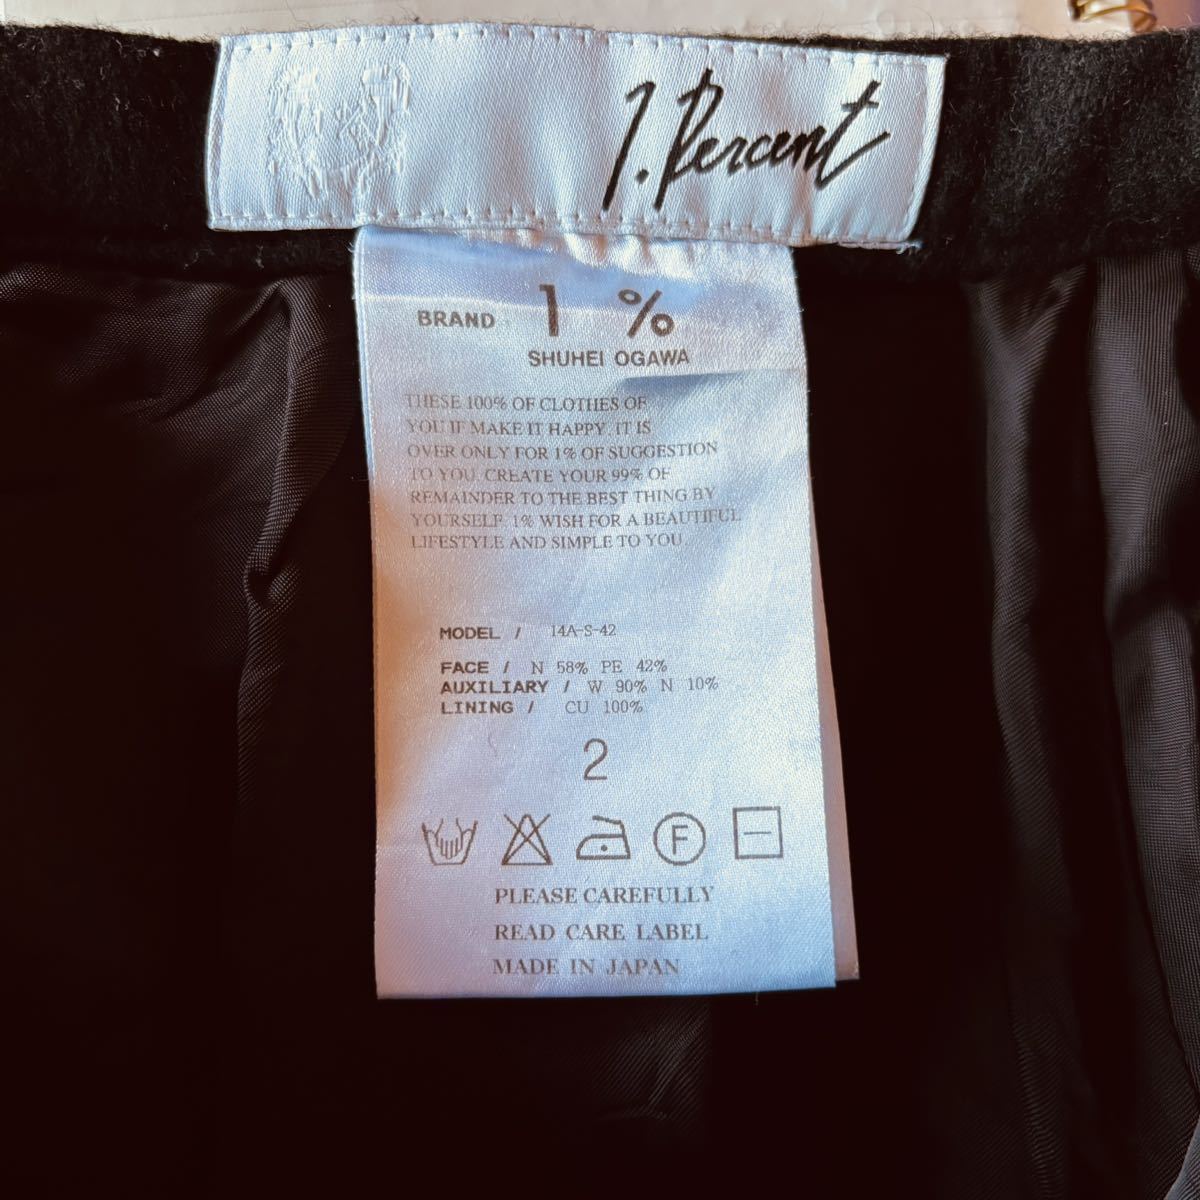 1.Percent
BRAND 1 %
SHUHEI OGAWA
THESE 100% OF CLOTHES OF
YOU IF MAKE IT HAPPY. IT IS
OVER ONLY FOR 1% OF SUGGESTION
TO YOU. CREATE YOUR 99% OF
REMAINDER TO THE BEST THING BY
YOURSELF. 1% WISH FOR A BEAUTIFUL
LIFESTYLE AND SIMPLE TO YOU
MODEL / 14A-S-42
FACE / N 58% PE 42%
AUXILIARY / W 90% N 10%
LINING / CU 100%
2
F
PLEASE CAREFULLY
READ CARE LABEL
MADE IN JAPAN